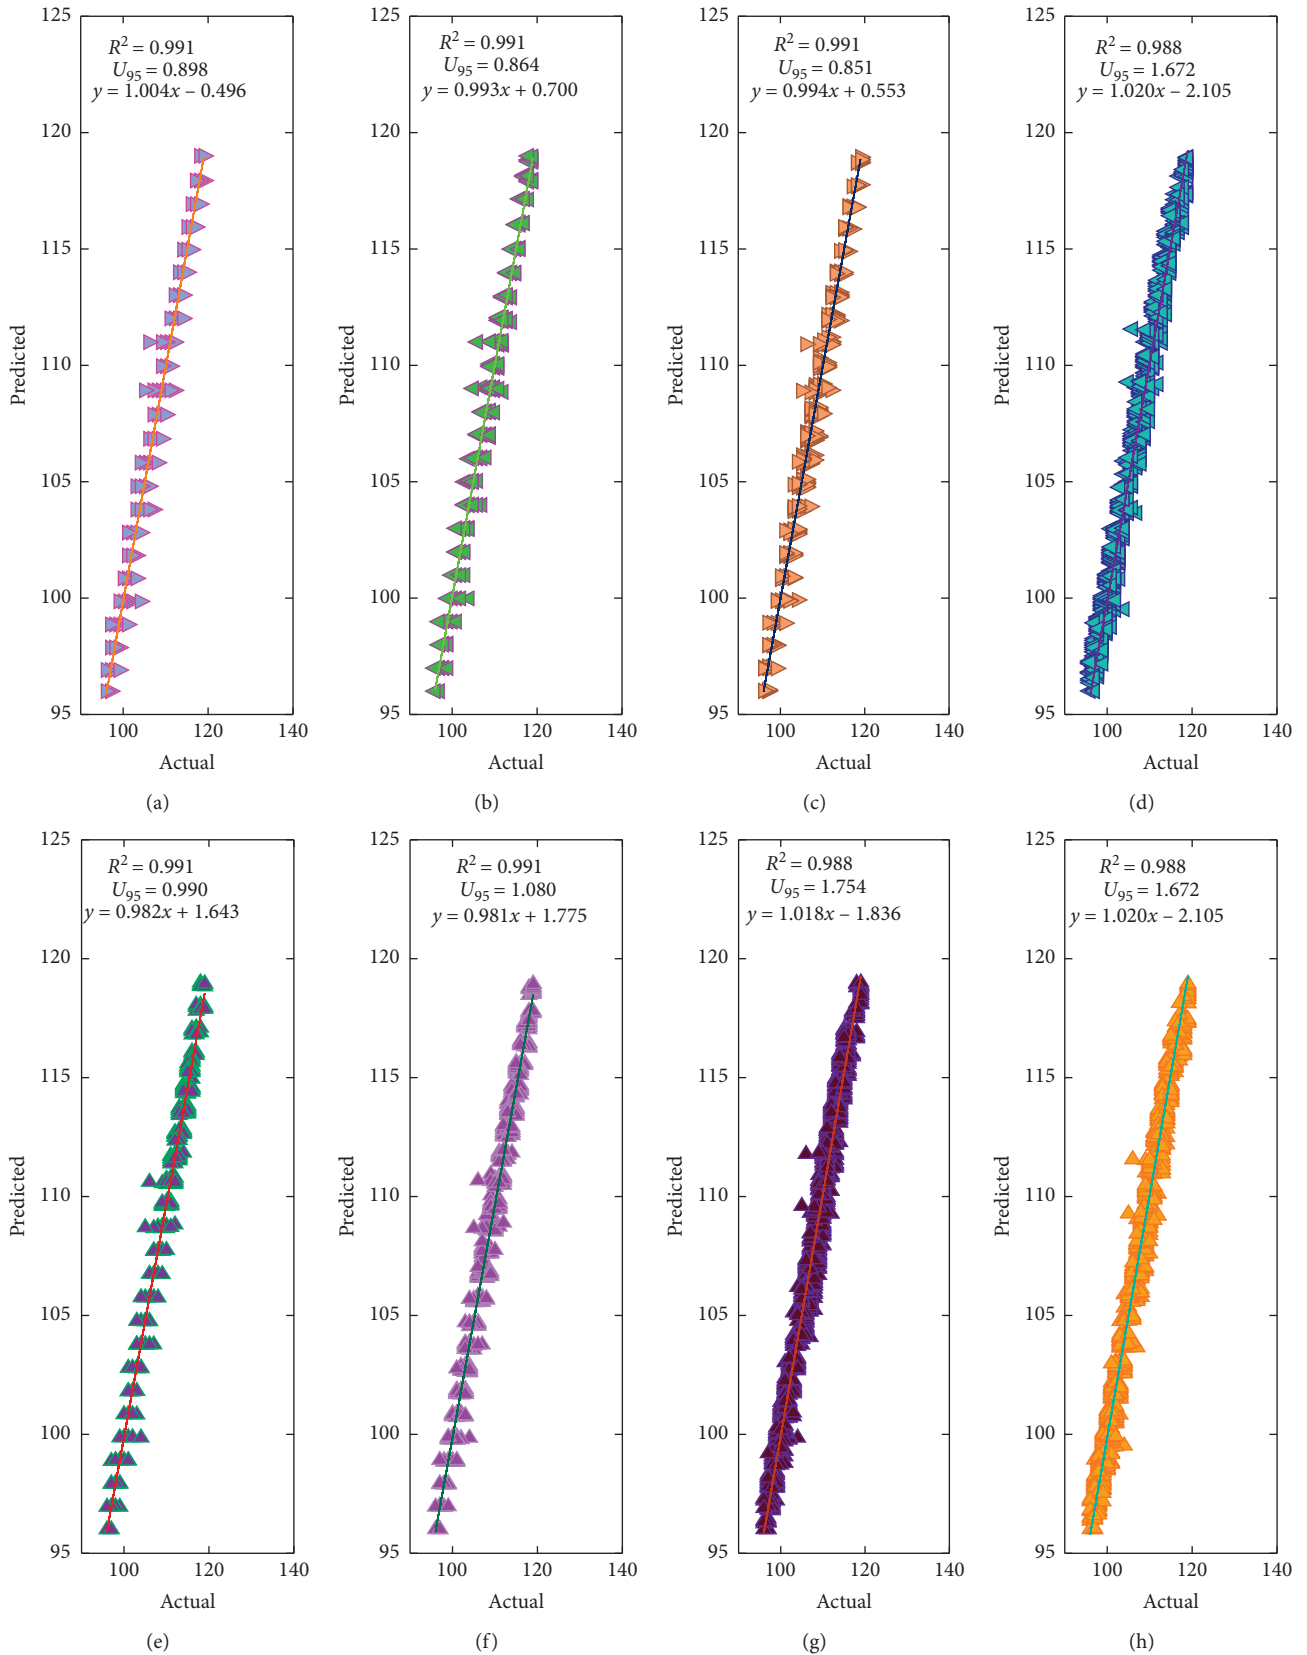 125
120
115
110
105
100
95
Predicted
R² = 0.991
U₉₅ = 0.898
y = 1.004x – 0.496
100 120 140
Actual
(a)
125
120
115
110
105
100
95
Predicted
R² = 0.991
U₉₅ = 0.864
y = 0.993x + 0.700
100 120 140
Actual
(b)
125
120
115
110
105
100
95
Predicted
R² = 0.991
U₉₅ = 0.851
y = 0.994x + 0.553
100 120 140
Actual
(c)
125
120
115
110
105
100
95
Predicted
R² = 0.988
U₉₅ = 1.672
y = 1.020x – 2.105
100 120 140
Actual
(d)
125
120
115
110
105
100
95
Predicted
R² = 0.991
U₉₅ = 0.990
y = 0.982x + 1.643
100 120 140
Actual
(e)
125
120
115
110
105
100
95
Predicted
R² = 0.991
U₉₅ = 1.080
y = 0.981x + 1.775
100 120 140
Actual
(f)
125
120
115
110
105
100
95
Predicted
R² = 0.988
U₉₅ = 1.754
y = 1.018x – 1.836
100 120 140
Actual
(g)
125
120
115
110
105
100
95
Predicted
R² = 0.988
U₉₅ = 1.672
y = 1.020x – 2.105
100 120 140
Actual
(h)